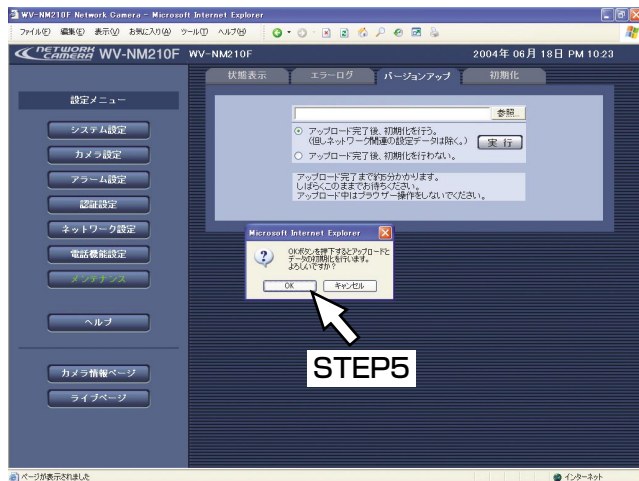 WV-NM210F Network Camera - Microsoft Internet Explorer
ファイル(F) 編集(E) 表示(V) お気に入り(A) ツール(T) ヘルプ(H)
NETWORK CAMERA WV-NM210F WV-NM210F 2004年 06月 18日 PM 10:23
状態表示 エラーログ バージョンアップ 初期化
設定メニュー
システム設定
カメラ設定
アラーム設定
認証設定
ネットワーク設定
電話機能設定
メンテナンス
ヘルプ
カメラ情報ページ
ライブページ
参照...
アップロード完了後、初期化を行う。
(但しネットワーク関連の設定データは除く。)
実 行
アップロード完了後、初期化を行わない。
アップロード完了まで約5分かかります。
しばらくこのままでお待ちください。
アップロード中はブラウザー操作をしないでください。
Microsoft Internet Explorer
OKボタンを押下するとアップロードと
データの初期化を行います。
よろしいですか?
OK キャンセル
STEP5
ページが表示されました インターネット